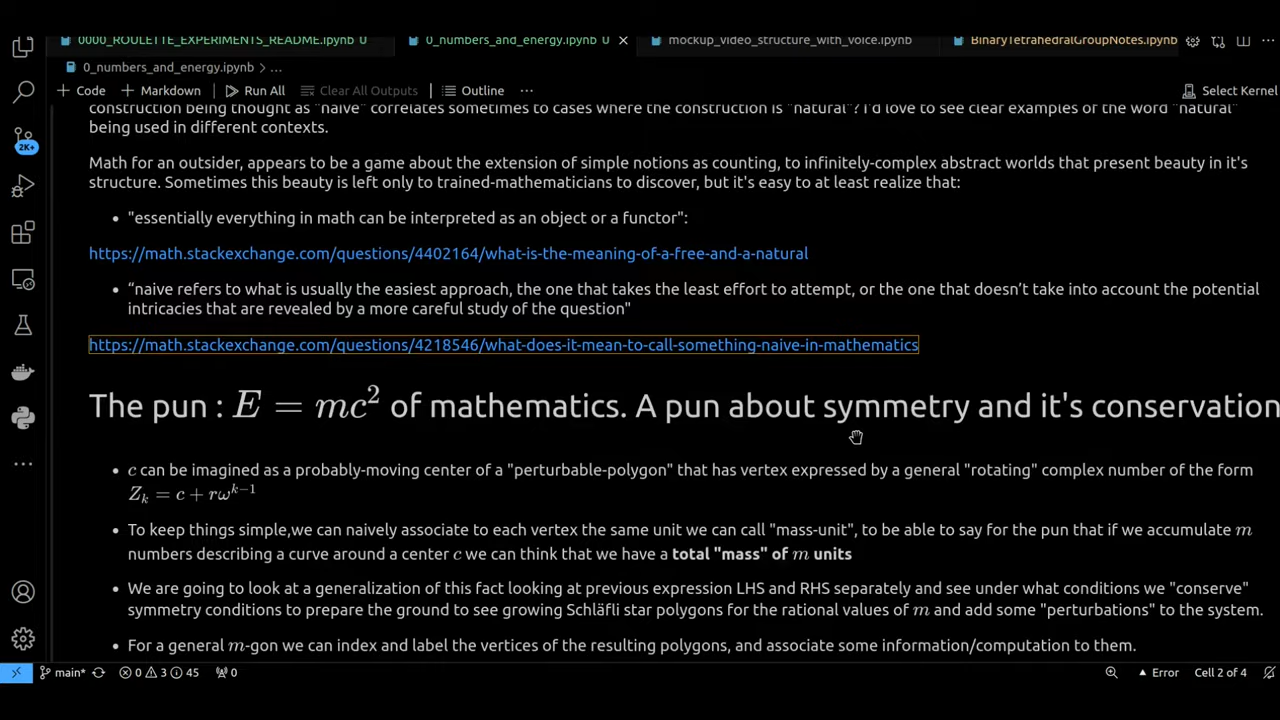 0000_ROULETTE_EXPERIMENTS_README.ipynb U
0_numbers_and_energy.ipynb U
mockup_video_structure_with_voice.ipynb
BinaryTetrahedralGroupNotes.ipynb
0_numbers_and_energy.ipynb > ...
+ Code + Markdown Run All Clear All Outputs Outline ... Select Kernel
construction being thought as "naive" correlates sometimes to cases where the construction is "natural"? I'd love to see clear examples of the word "natural"
being used in different contexts.
Math for an outsider, appears to be a game about the extension of simple notions as counting, to infinitely-complex abstract worlds that present beauty in it's
structure. Sometimes this beauty is left only to trained-mathematicians to discover, but it's easy to at least realize that:
• "essentially everything in math can be interpreted as an object or a functor":
https://math.stackexchange.com/questions/4402164/what-is-the-meaning-of-a-free-and-a-natural
• “naive refers to what is usually the easiest approach, the one that takes the least effort to attempt, or the one that doesn’t take into account the potential
intricacies that are revealed by a more careful study of the question"
https://math.stackexchange.com/questions/4218546/what-does-it-mean-to-call-something-naive-in-mathematics
The pun : E = mc² of mathematics. A pun about symmetry and it's conservation
• c can be imagined as a probably-moving center of a "perturbable-polygon" that has vertex expressed by a general "rotating" complex number of the form
Z_k = c + rω^{k−1}
• To keep things simple,we can naively associate to each vertex the same unit we can call "mass-unit", to be able to say for the pun that if we accumulate m
numbers describing a curve around a center c we can think that we have a total "mass" of m units
• We are going to look at a generalization of this fact looking at previous expression LHS and RHS separately and see under what conditions we "conserve"
symmetry conditions to prepare the ground to see growing Schläfli star polygons for the rational values of m and add some "perturbations" to the system.
• For a general m-gon we can index and label the vertices of the resulting polygons, and associate some information/computation to them.
2K+
main* 0 3 45 0 Error Cell 2 of 4